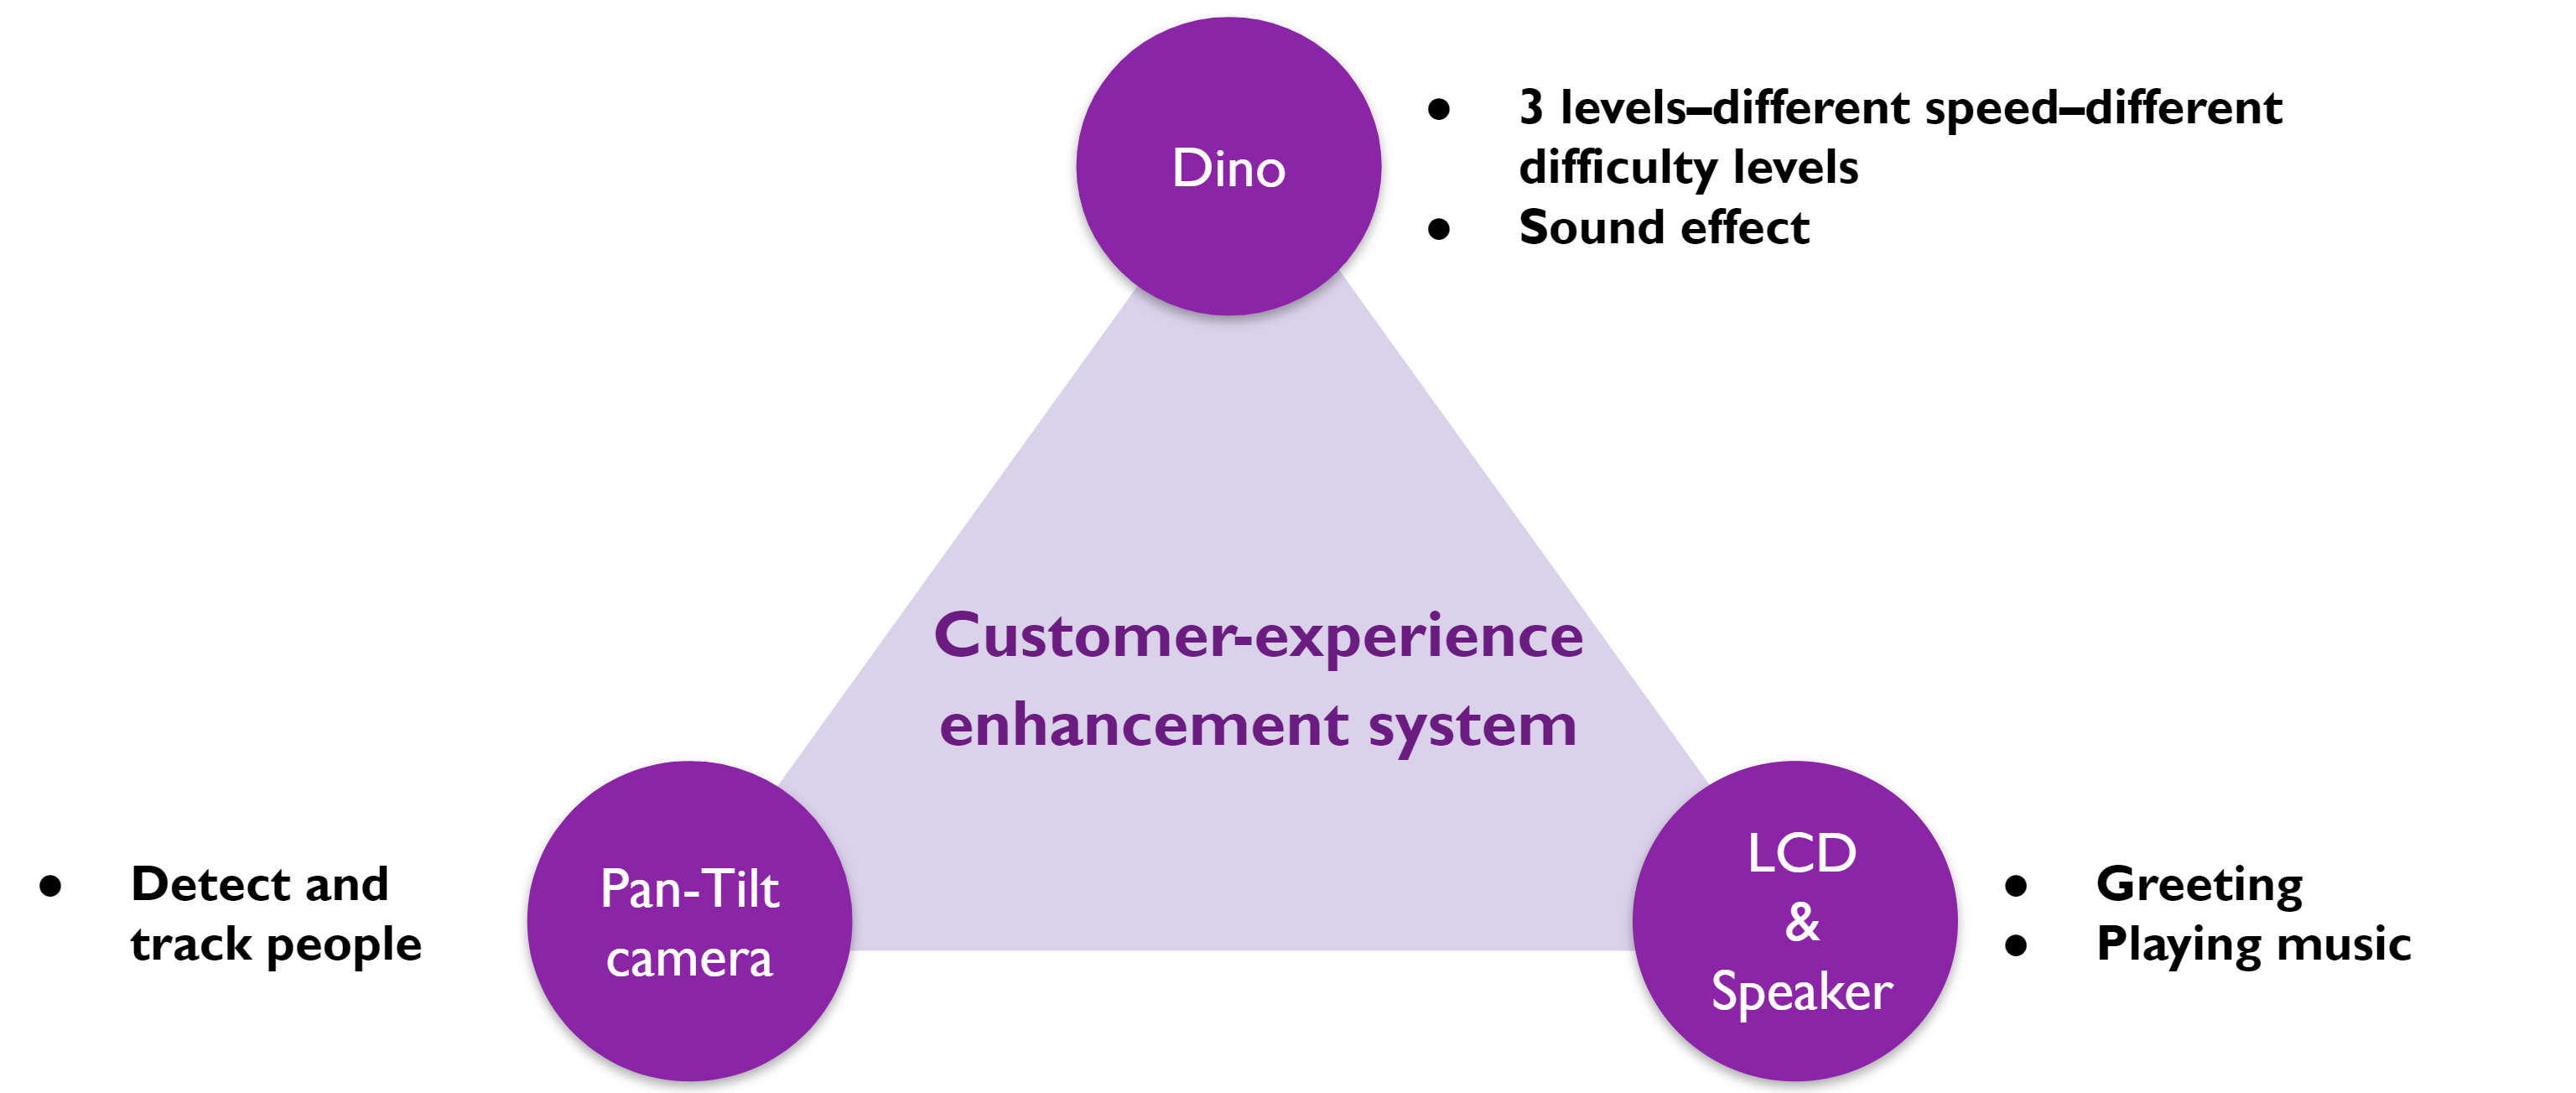 Dino
● 3 levels–different speed–different
difficulty levels
● Sound effect
Customer-experience
enhancement system
● Detect and
track people
Pan-Tilt
camera
LCD
&
Speaker
● Greeting
● Playing music